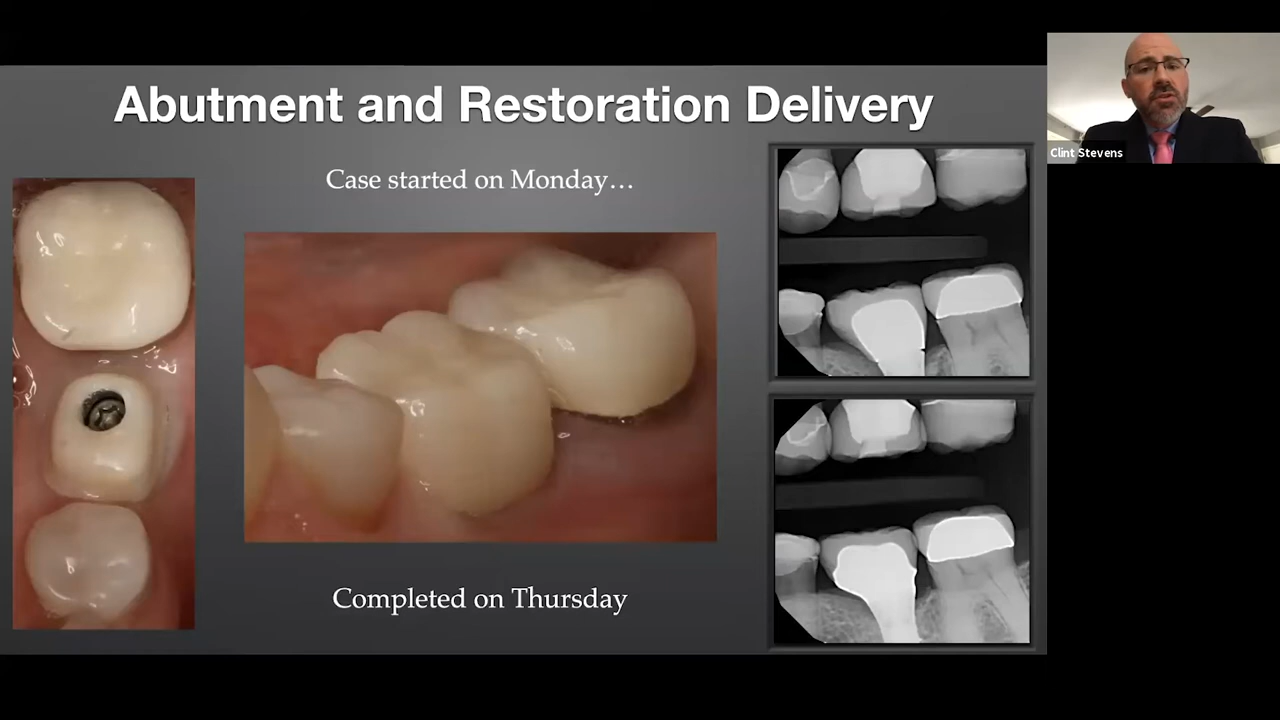 Abutment and Restoration Delivery
Case started on Monday...
Clint Stevens
Completed on Thursday